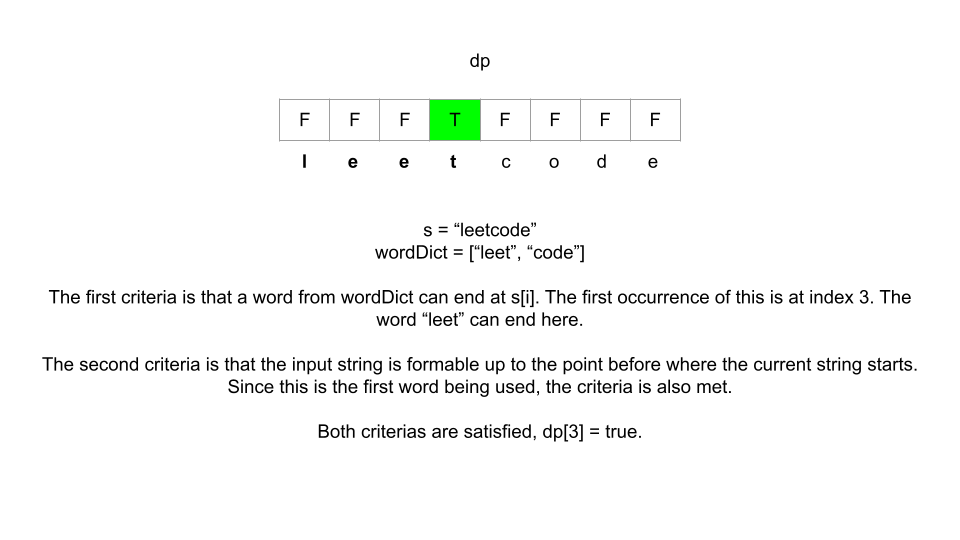 dp
F F F T F F F F
l e e t c o d e
s = “leetcode”
wordDict = [“leet”, “code”]
The first criteria is that a word from wordDict can end at s[i]. The first occurrence of this is at index 3. The
word “leet” can end here.
The second criteria is that the input string is formable up to the point before where the current string starts.
Since this is the first word being used, the criteria is also met.
Both criterias are satisfied, dp[3] = true.